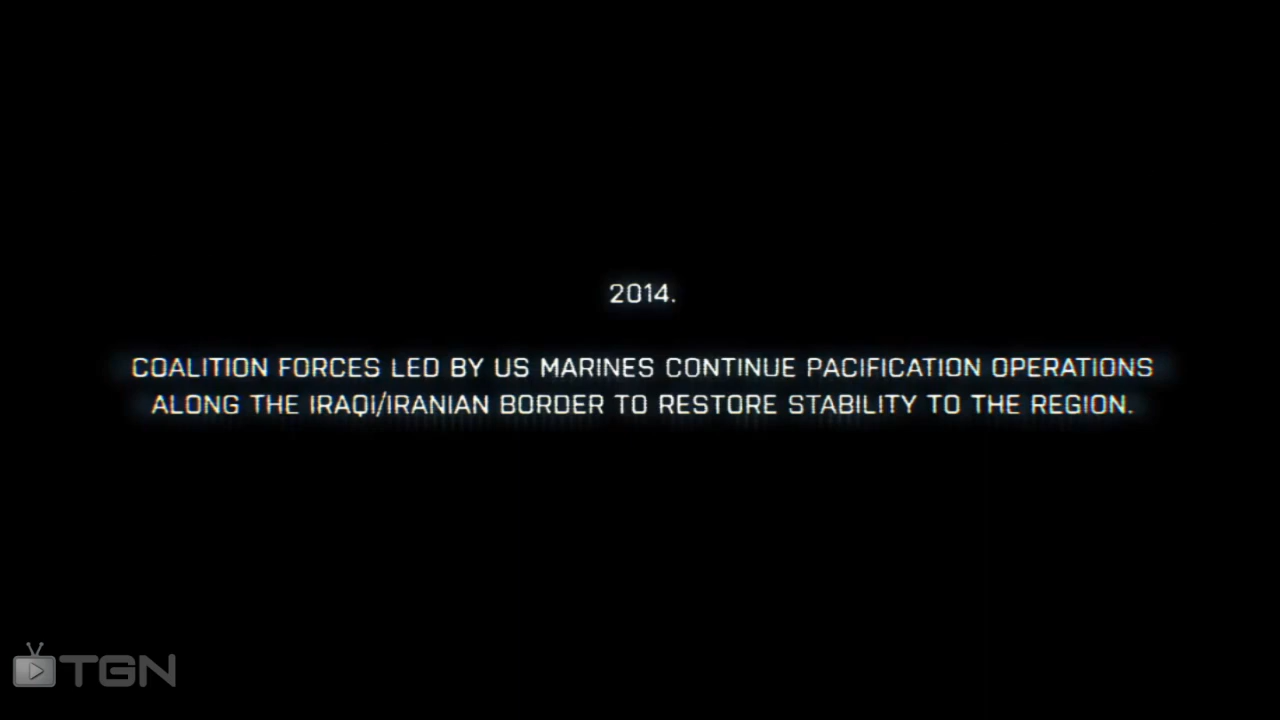 2014.
COALITION FORCES LED BY US MARINES CONTINUE PACIFICATION OPERATIONS
ALONG THE IRAQI/IRANIAN BORDER TO RESTORE STABILITY TO THE REGION.
TGN